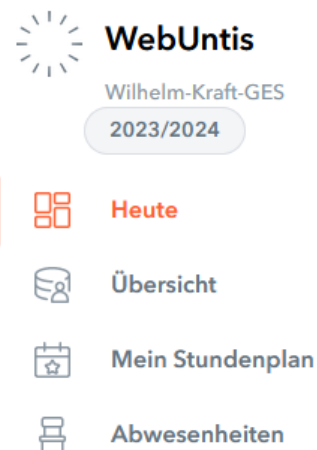 WebUntis
Wilhelm-Kraft-GES
2023/2024
Heute
Übersicht
Mein Stundenplan
Abwesenheiten